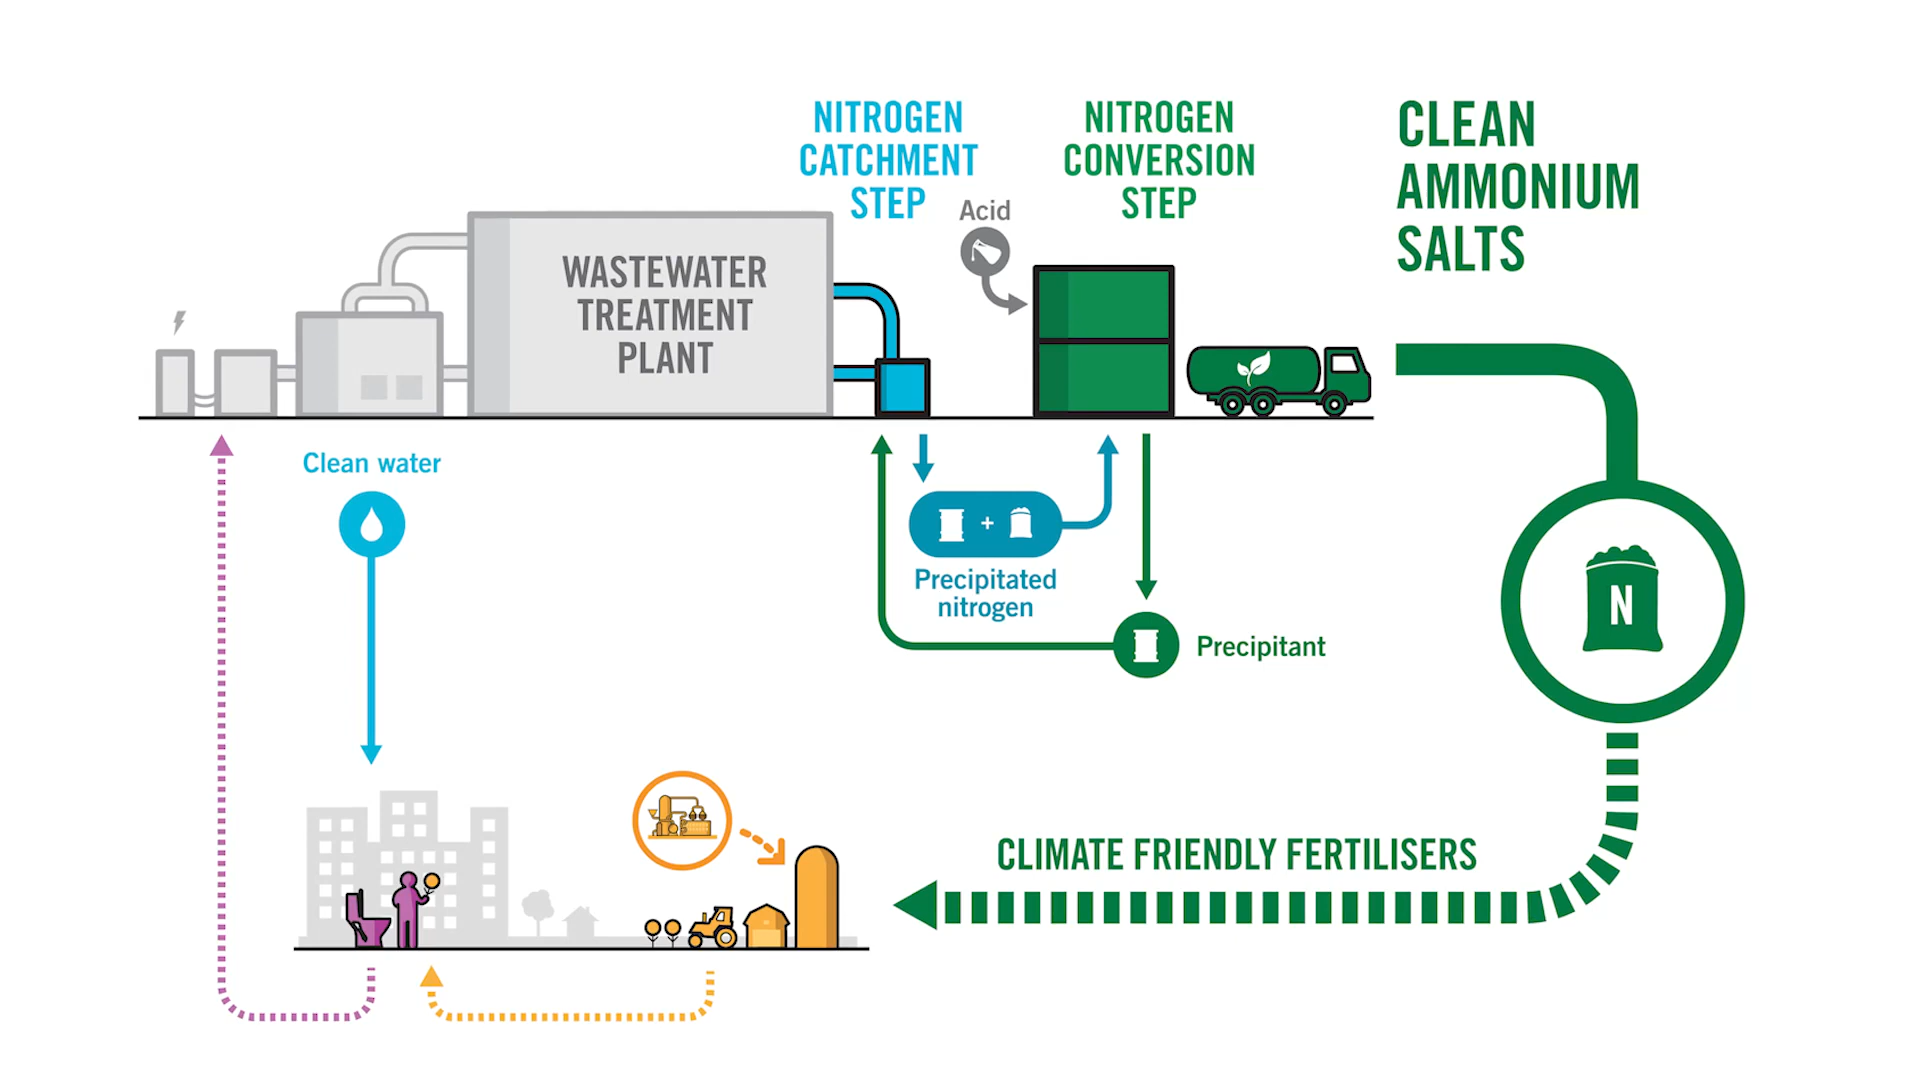 NITROGEN
CATCHMENT
STEP
NITROGEN
CONVERSION
STEP
CLEAN
AMMONIUM
SALTS
Acid
WASTEWATER
TREATMENT
PLANT
Clean water
+
Precipitated
nitrogen
Precipitant
N
CLIMATE FRIENDLY FERTILISERS